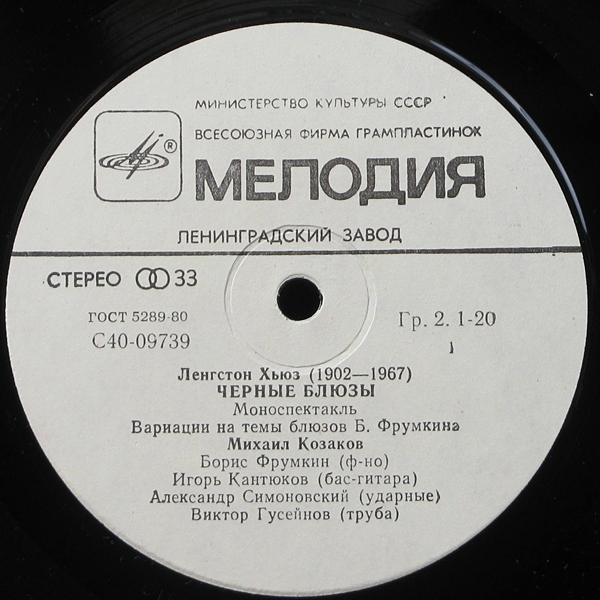 МИНИСТЕРСТВО КУЛЬТУРЫ СССР
ВСЕСОЮЗНАЯ ФИРМА ГРАМПЛАСТИНОК
®
МЕЛОДИЯ
ЛЕНИНГРАДСКИЙ ЗАВОД
СТЕРЕО 33
ГОСТ 5289-80
Гр. 2. 1-20
С40-09739
1
Ленгстон Хьюз (1902—1967)
ЧЕРНЫЕ БЛЮЗЫ
Моноспектакль
Вариации на темы блюзов Б. Фрумкина
Михаил Козаков
Борис Фрумкин (ф-но)
Игорь Кантюков (бас-гитара)
Александр Симоновский (ударные)
Виктор Гусейнов (труба)